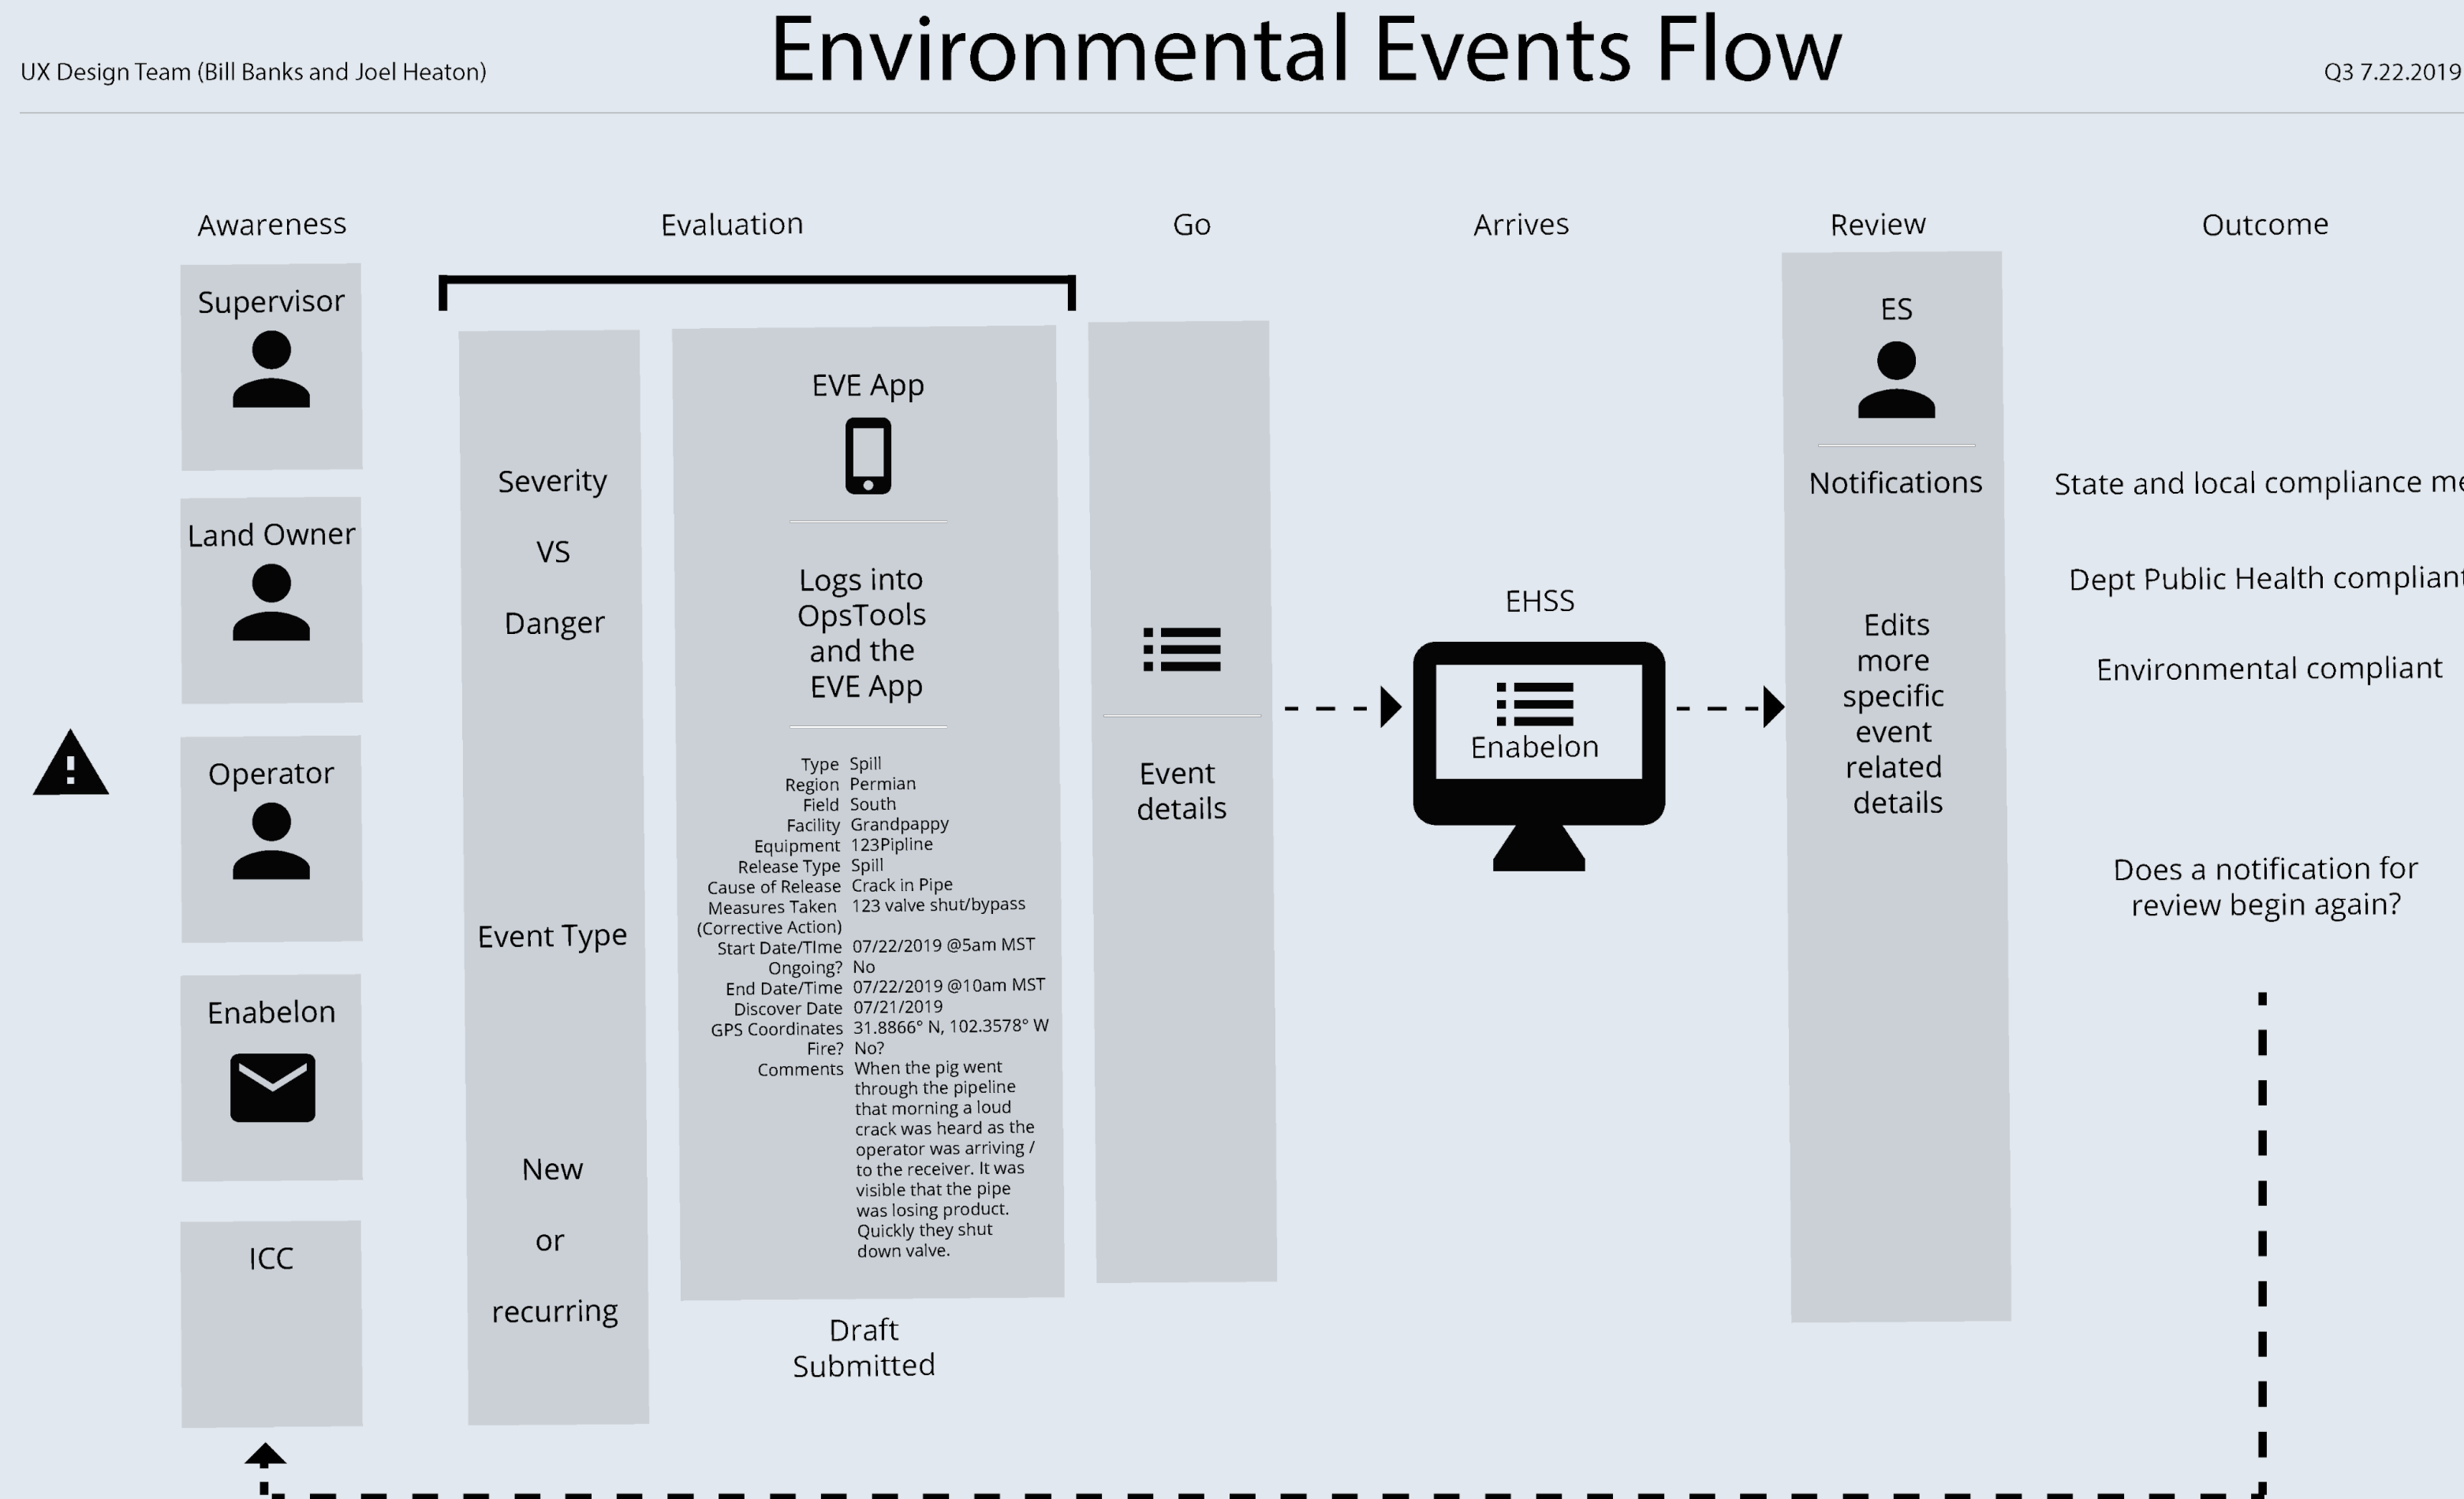 Environmental Events Flow
UX Design Team (Bill Banks and Joel Heaton)
Q3 7.22.2019
Awareness
Evaluation
Go
Arrives
Review
Outcome
Supervisor
Land Owner
Operator
Enabelon
ICC
Severity
VS
Danger
Event Type
New
or
recurring
EVE App
Logs into
OpsTools
and the
EVE App
Type Spill
Region Permian
Field South
Facility Grandpappy
Equipment 123Pipline
Release Type Spill
Cause of Release Crack in Pipe
Measures Taken 123 valve shut/bypass
(Corrective Action)
Start Date/TIme 07/22/2019 @5am MST
Ongoing? No
End Date/Time 07/22/2019 @10am MST
Discover Date 07/21/2019
GPS Coordinates 31.8866° N, 102.3578° W
Fire? No?
Comments When the pig went
through the pipeline
that morning a loud
crack was heard as the
operator was arriving /
to the receiver. It was
visible that the pipe
was losing product.
Quickly they shut
down valve.
Draft
Submitted
Event
details
EHSS
Enabelon
ES
Notifications
Edits
more
specific
event
related
details
State and local compliance
Dept Public Health compliant
Environmental compliant
Does a notification for
review begin again?